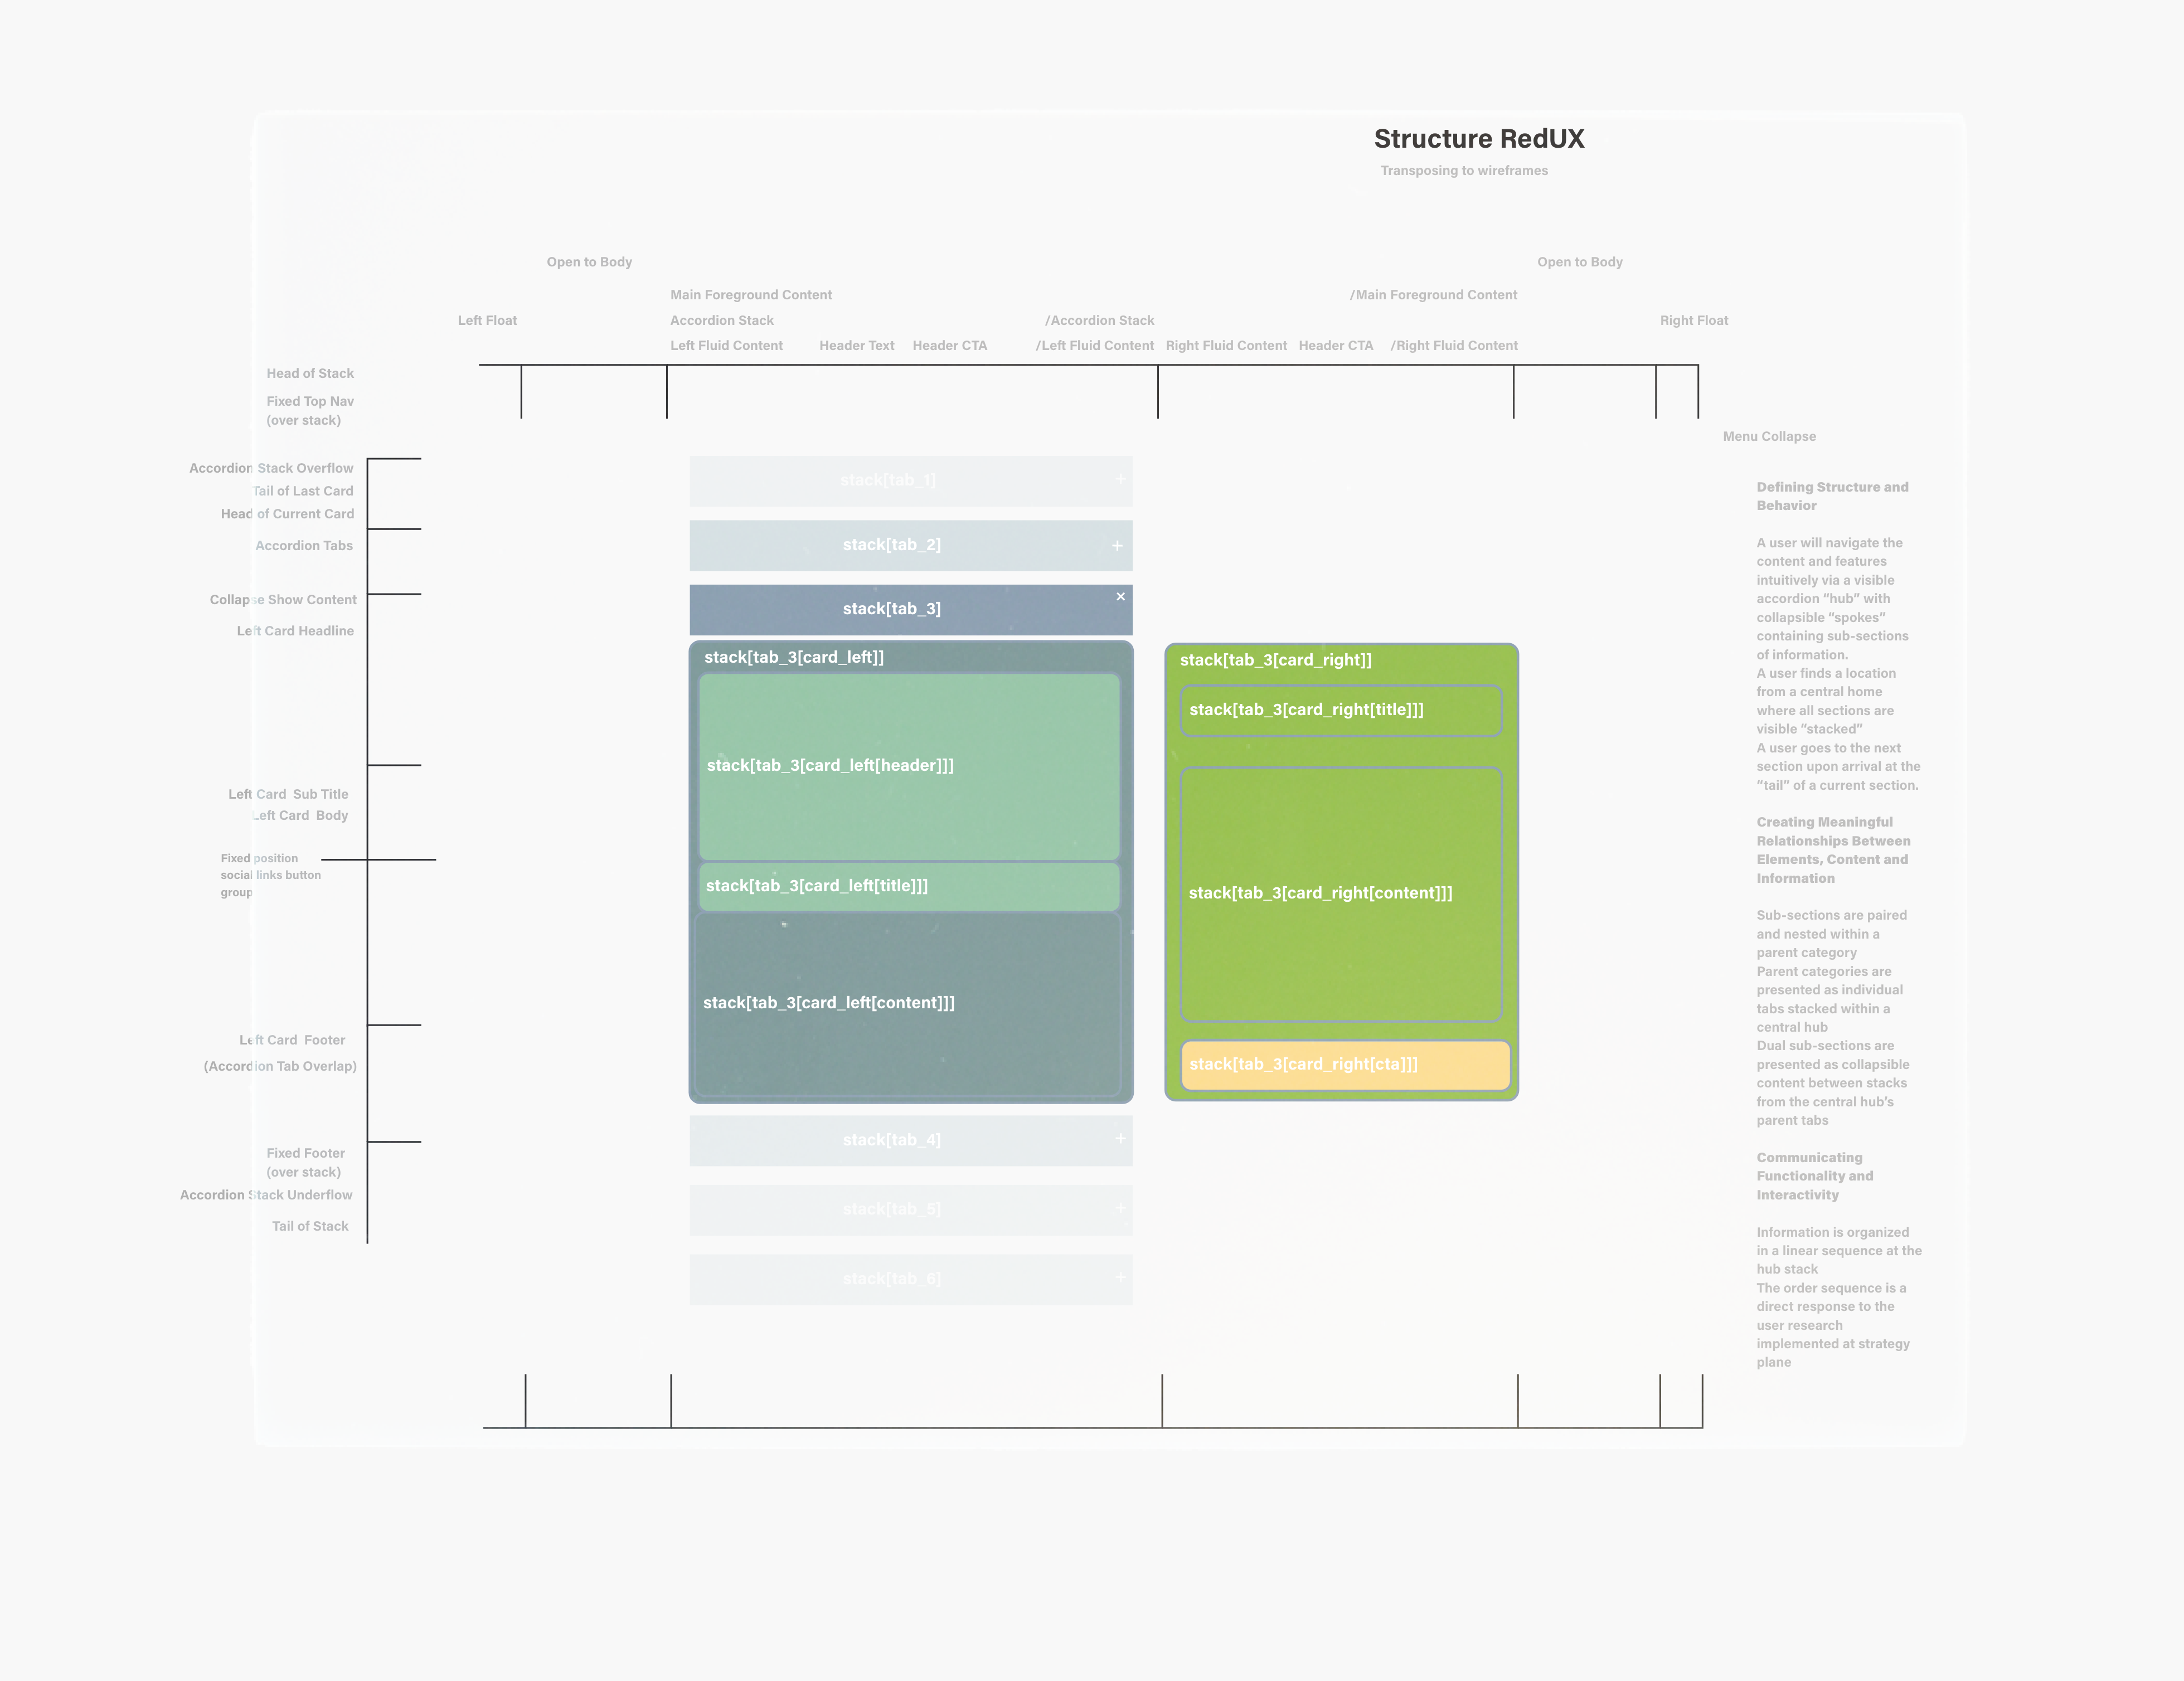 Structure RedUX
Transposing to wireframes
Open to Body
Open to Body
Main Foreground Content
/Main Foreground Content
Left Float
Accordion Stack
/Accordion Stack
Right Float
Left Fluid Content
Header Text
Header CTA
/Left Fluid Content
Right Fluid Content
Header CTA
/Right Fluid Content
Head of Stack
Fixed Top Nav
(over stack)
Accordion Stack Overflow
Tail of Last Card
Head of Current Card
Accordion Tabs
Collapse Show Content
Left Card Headline
Left Card Sub Title
Left Card Body
Fixed position
social links button
group
Left Card Footer
(Accordion Tab Overlap)
Fixed Footer
(over stack)
Accordion Stack Underflow
Tail of Stack
stack[tab_1]
+
stack[tab_2]
+
stack[tab_3]
×
stack[tab_3[card_left]]
stack[tab_3[card_left[header]]]
stack[tab_3[card_left[title]]]
stack[tab_3[card_left[content]]]
stack[tab_3[card_right]]
stack[tab_3[card_right[title]]]
stack[tab_3[card_right[content]]]
stack[tab_3[card_right[cta]]]
stack[tab_4]
+
stack[tab_5]
+
stack[tab_6]
+
Menu Collapse
Defining Structure and
Behavior
A user will navigate the
content and features
intuitively via a visible
accordion “hub” with
collapsible “spokes”
containing sub-sections
of information.
A user finds a location
from a central home
where all sections are
visible “stacked”
A user goes to the next
section upon arrival at the
“tail” of a current section.
Creating Meaningful
Relationships Between
Elements, Content and
Information
Sub-sections are paired
and nested within a
parent category
Parent categories are
presented as individual
tabs stacked within a
central hub
Dual sub-sections are
presented as collapsible
content between stacks
from the central hub’s
parent tabs
Communicating
Functionality and
Interactivity
Information is organized
in a linear sequence at the
hub stack
The order sequence is a
direct response to the
user research
implemented at strategy
plane